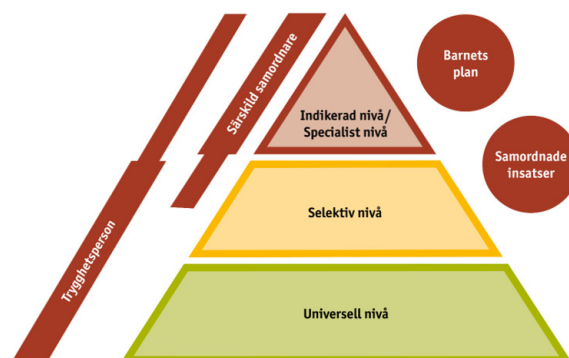 Barnets
plan
Särskild samordnare
Indikerad nivå/
Specialist nivå
Samordnade
insatser
Trygghetsperson
Selektiv nivå
Universell nivå